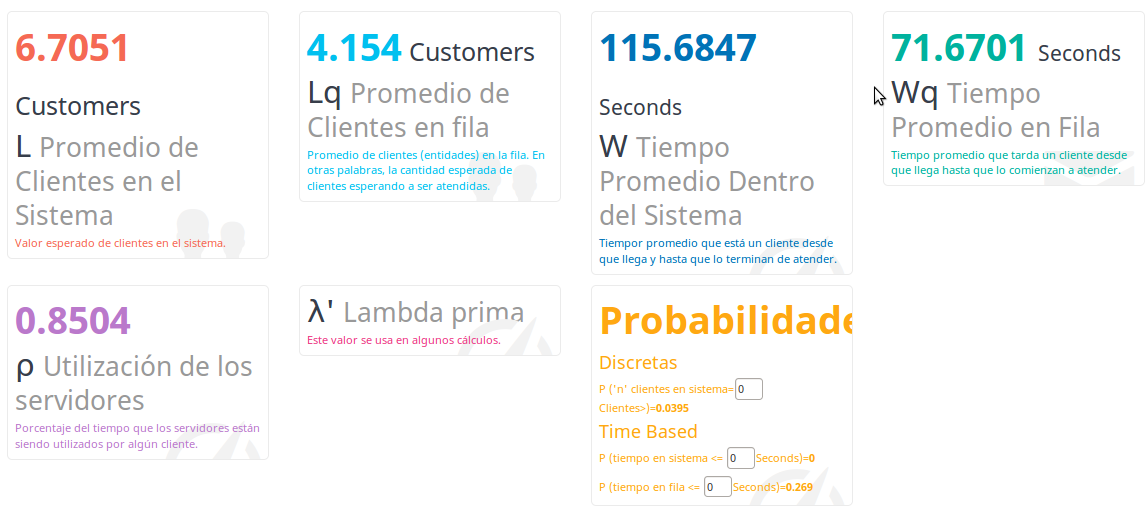 6.7051
Customers
L Promedio de
Clientes en el
Sistema
Valor esperado de clientes en el sistema.
4.154 Customers
Lq Promedio de
Clientes en fila
Promedio de clientes (entidades) en la fila. En
otras palabras, la cantidad esperada de
clientes esperando a ser atendidas.
115.6847
Seconds
W Tiempo
Promedio Dentro
del Sistema
Tiempor promedio que está un cliente desde
que llega y hasta que lo terminan de atender.
71.6701 Seconds
Wq Tiempo
Promedio en Fila
Tiempo promedio que tarda un cliente desde
que llega hasta que lo comienzan a atender.
0.8504
ρ Utilización de los
servidores
Porcentaje del tiempo que los servidores están
siendo utilizados por algún cliente.
λ' Lambda prima
Este valor se usa en algunos cálculos.
Probabilidade
Discretas
P ('n' clientes en sistema=0
Clientes>)=0.0395
Time Based
P (tiempo en sistema <= 0 Seconds)=0
P (tiempo en fila <= 0 Seconds)=0.269